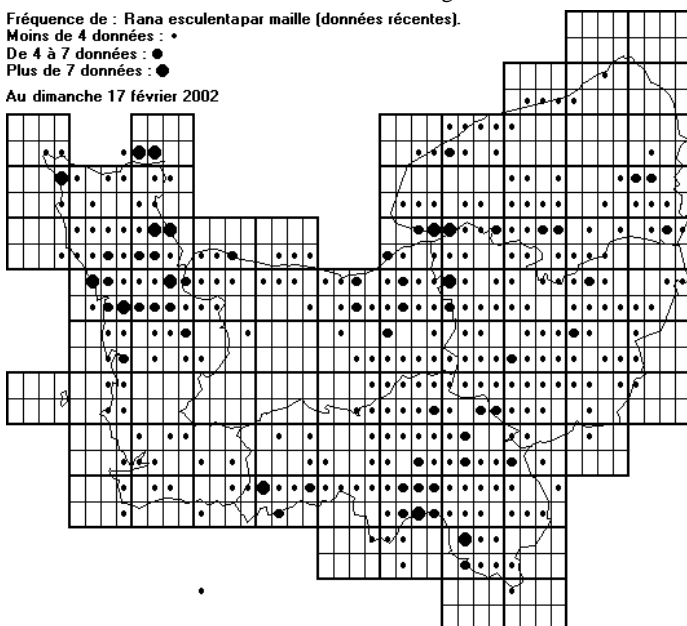 Fréquence de : Rana esculentapar maille (données récentes).
Moins de 4 données :
De 4 à 7 données :
Plus de 7 données :
Au dimanche 17 février 2002